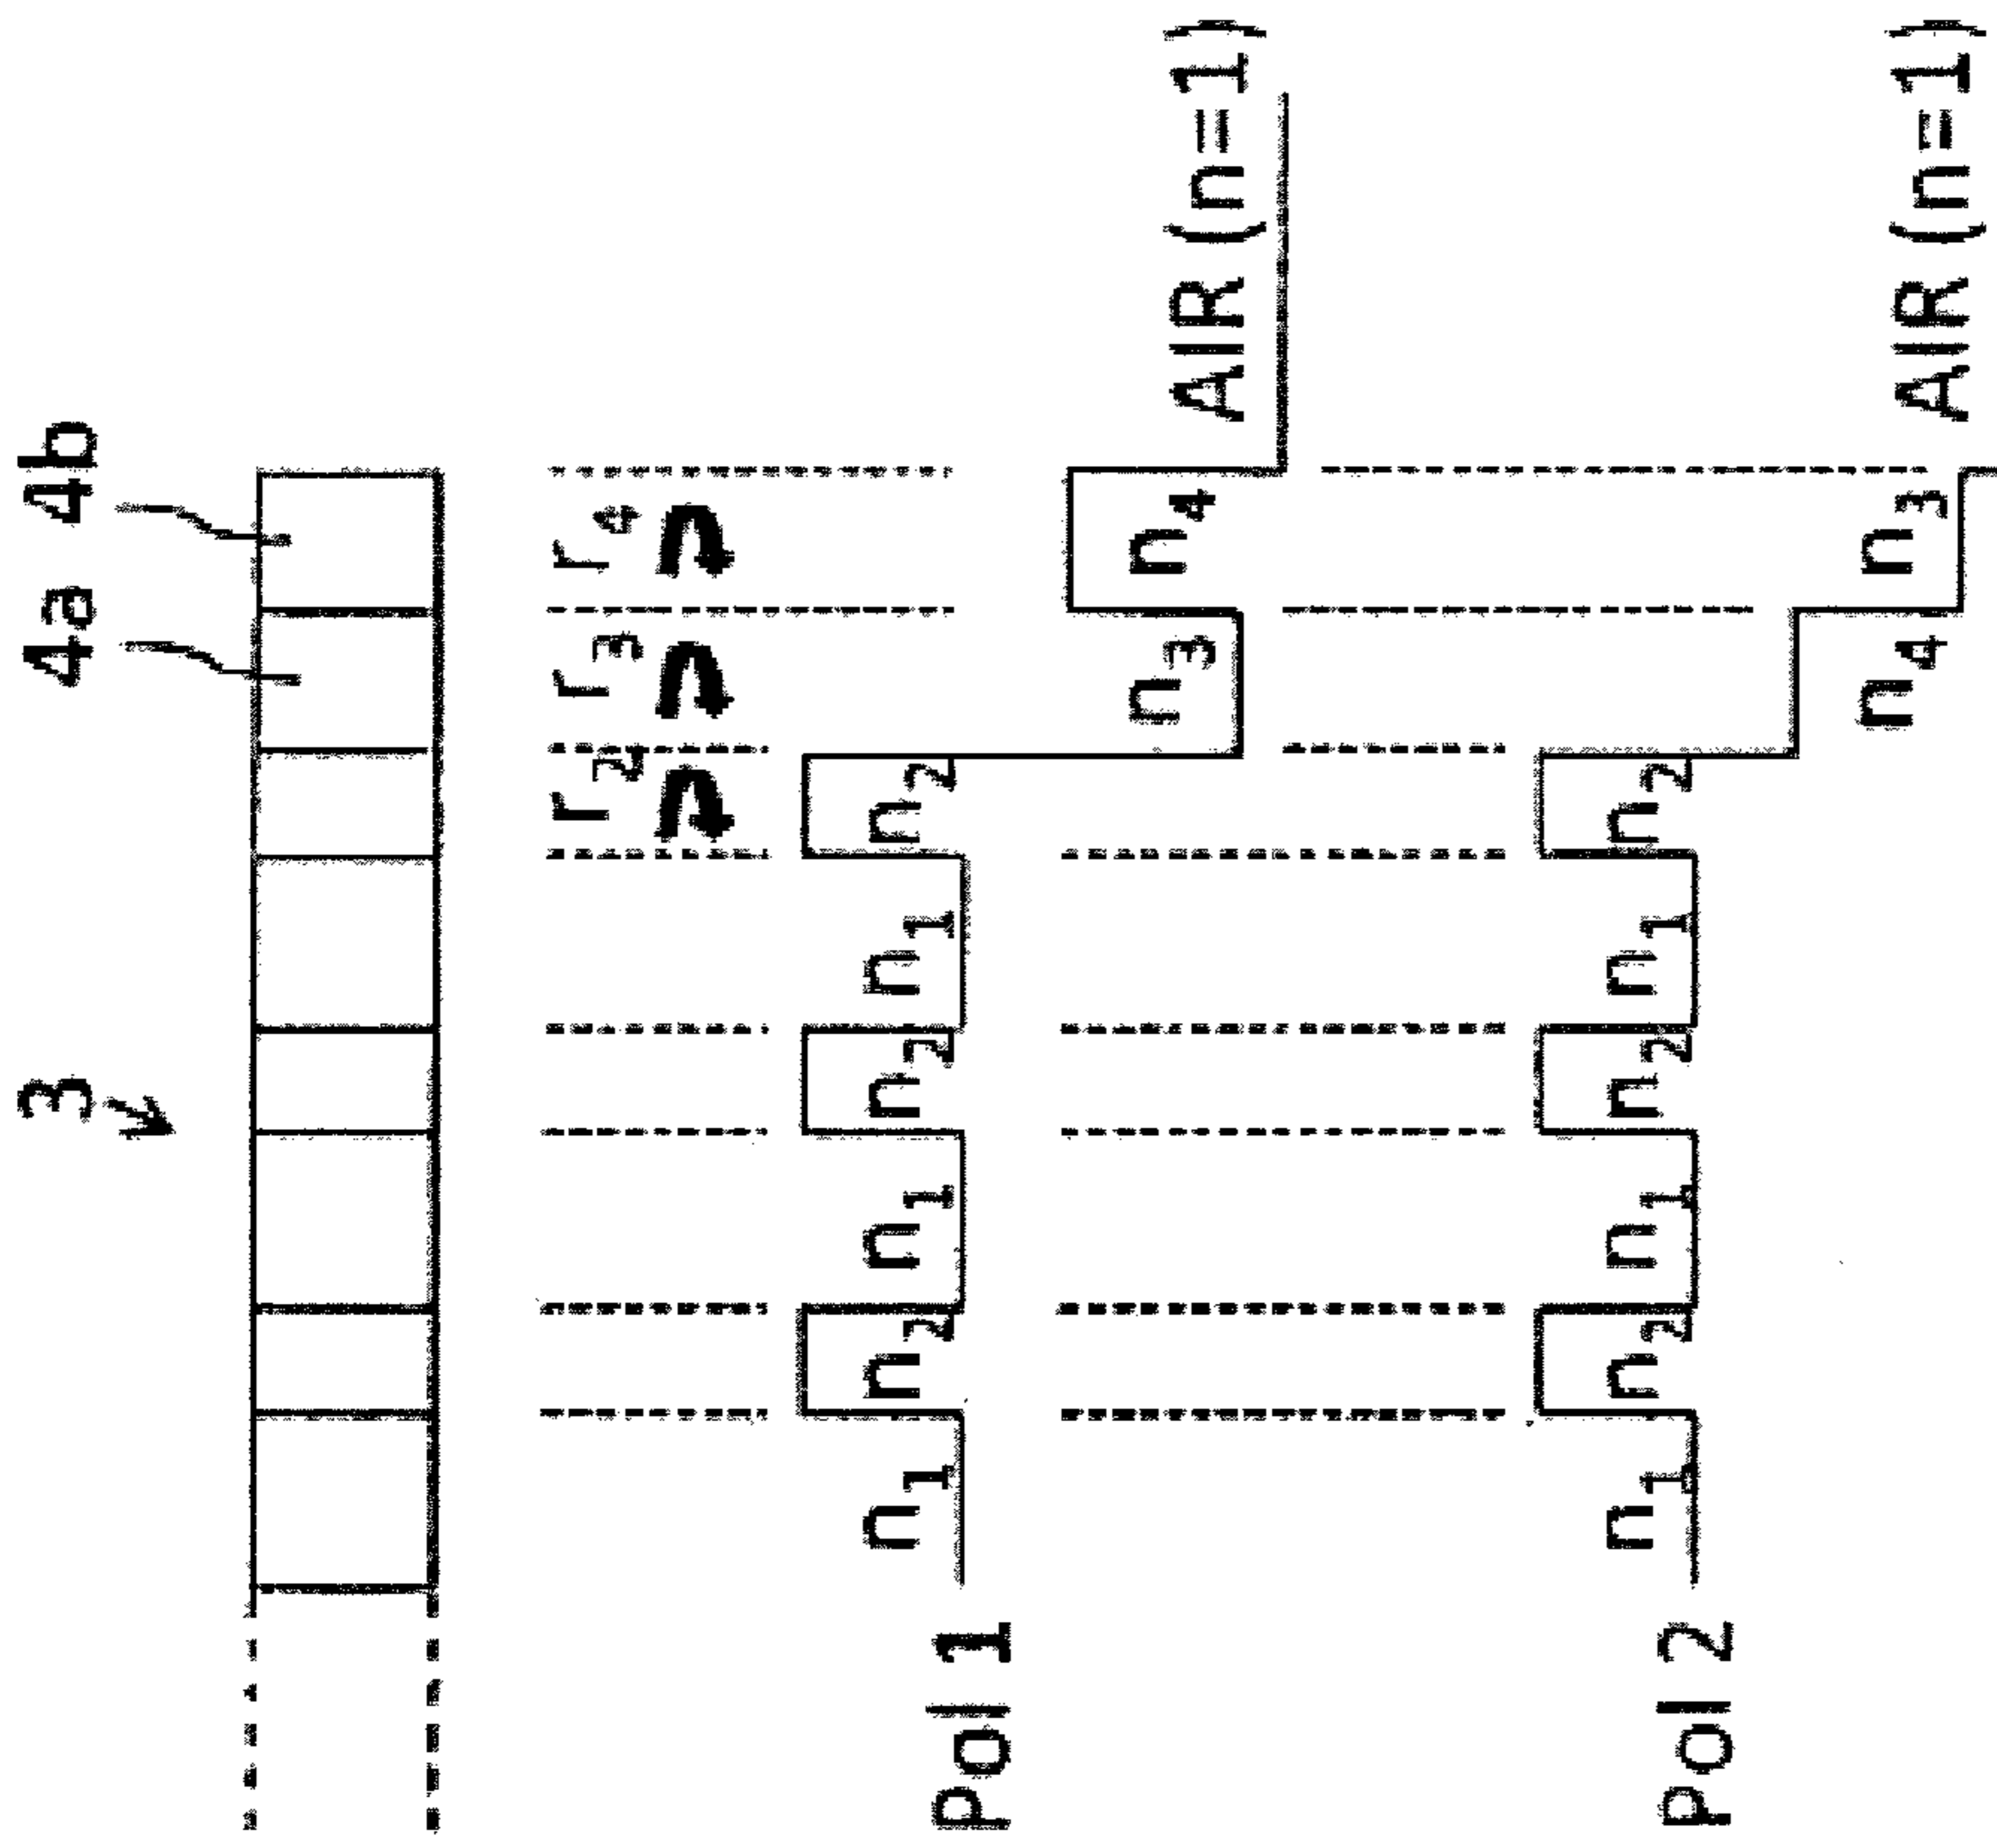 3 4a 4b
r2 r3 r4
n1 n2 n1 n2 n1 n2
Pol 1
n3 n4
AIR (n=1)
n1 n2 n1 n2 n1 n2
Pol 2
n4 n3
AIR (n=1)